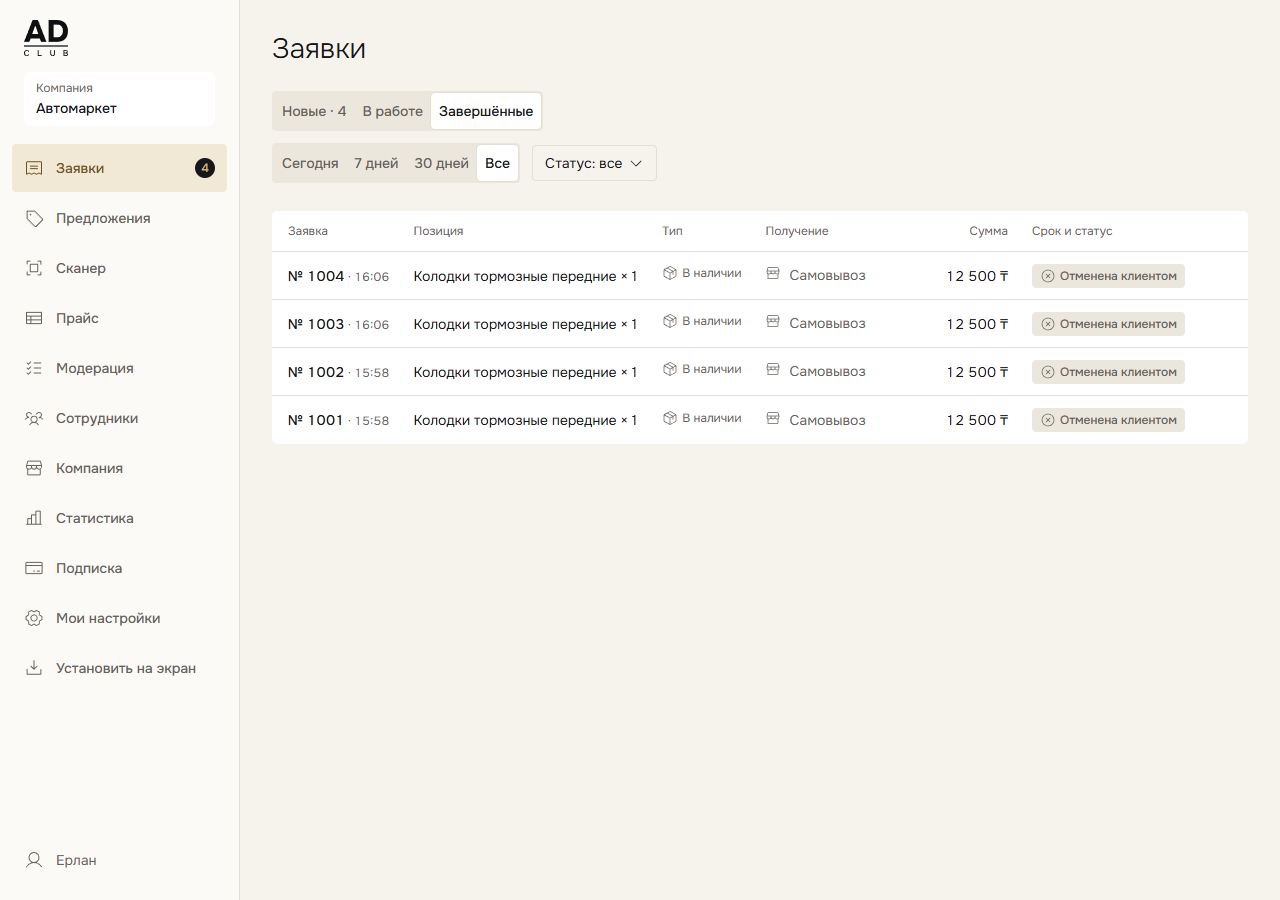 AD
CLUB
Компания
Автомаркет
Заявки 4
Предложения
Сканер
Прайс
Модерация
Сотрудники
Компания
Статистика
Подписка
Мои настройки
Установить на экран
Ерлан
Заявки
Новые · 4 В работе Завершённые
Сегодня 7 дней 30 дней Все Статус: все
Заявка Позиция Тип Получение Сумма Срок и статус
№ 1004 · 16:06 Колодки тормозные передние × 1 В наличии Самовывоз 12 500 ₸ Отменена клиентом
№ 1003 · 16:06 Колодки тормозные передние × 1 В наличии Самовывоз 12 500 ₸ Отменена клиентом
№ 1002 · 15:58 Колодки тормозные передние × 1 В наличии Самовывоз 12 500 ₸ Отменена клиентом
№ 1001 · 15:58 Колодки тормозные передние × 1 В наличии Самовывоз 12 500 ₸ Отменена клиентом